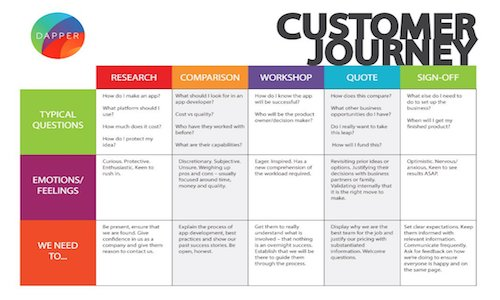 DAPPER
CUSTOMER
JOURNEY
RESEARCH
COMPARISON
WORKSHOP
QUOTE
SIGN-OFF
TYPICAL
QUESTIONS
How do I make an app?
What platform should I
use?
How much does it cost?
How do I protect my
idea?
What should I look for in an
app developer?
Cost vs quality?
Who have they worked with
before?
What are their capabilities?
How do I know the app
will be successful?
Who will be the product
owner/decision maker?
How does this compare?
What other business
opportunities do I have?
Do I really want to take
this leap?
How will I fund this?
What else do I need to
do to set up the
business?
When will I get my
finished product?
EMOTIONS/
FEELINGS
Curious. Protective.
Enthusiastic. Keen to
rush in.
Discretionary. Subjective.
Unsure. Weighing up
pros and cons – usually
focused around time,
money and quality.
Eager. Inspired. Has a
new comprehension of
the workload required.
Revisiting prior ideas or
options. Justifying their
decisions with business
partners or family.
Validating internally that
it is the right move to
make.
Optimistic. Nervous/
anxious. Keen to see
results ASAP.
WE NEED
TO...
Be present, ensure that
we are found. Give
confidence in us as a
company and give them
reason to contact us.
Explain the process of
app development, best
practices and show our
past success stories. Be
open, honest.
Get them to really
understand what is
involved – that nothing
is an overnight success.
Establish that we will be
there to guide them
through the process.
Display why we are the
best team for the job and
justify our pricing with
substantiated
information. Welcome
questions.
Set clear expectations. Keep
them informed with
relevant information.
Communicate frequently.
Ask for feedback on how
we're doing to ensure
everyone is happy and on
the same page.